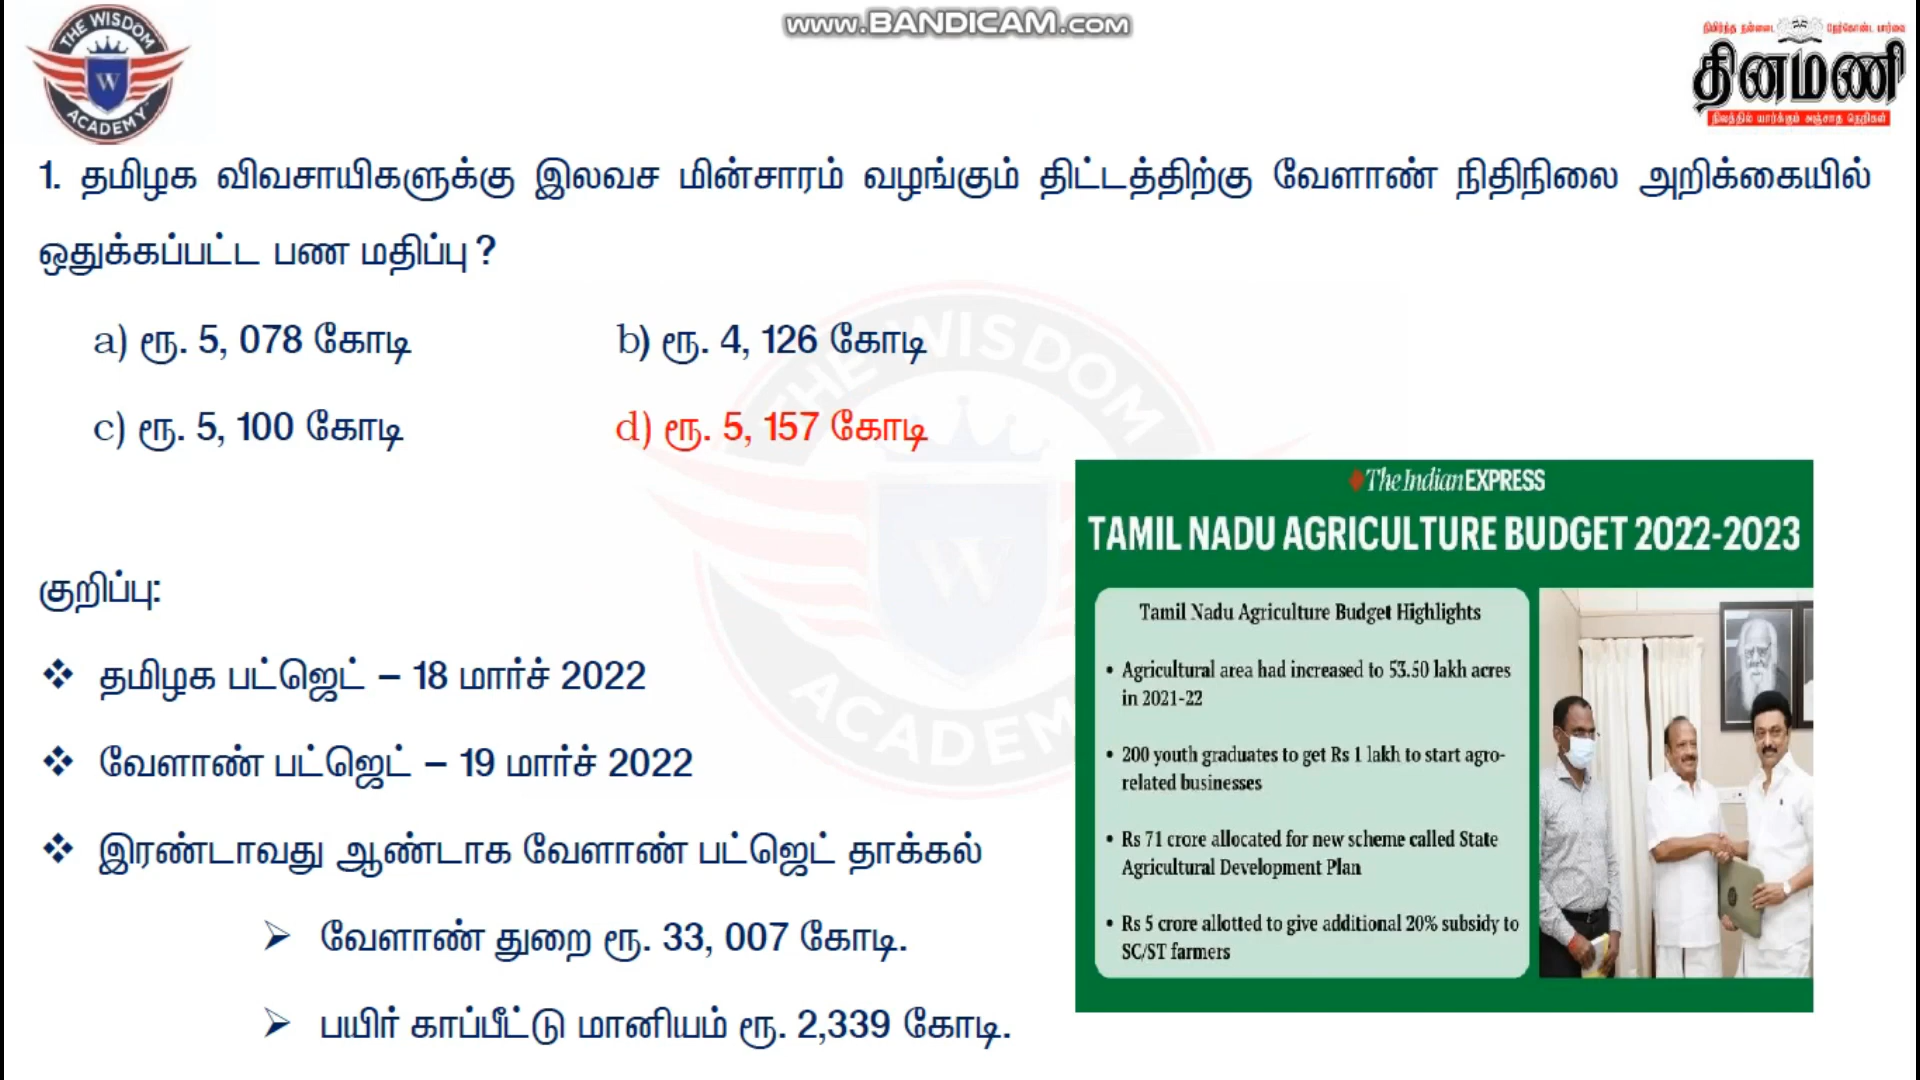 www.BANDICAM.com
THE WISDOM
W
ACADEMY
தினமணி
1. தமிழக விவசாயிகளுக்கு இலவச மின்சாரம் வழங்கும் திட்டத்திற்கு வேளாண் நிதிநிலை அறிக்கையில்
ஒதுக்கப்பட்ட பண மதிப்பு ?
a) ரூ. 5, 078 கோடி
b) ரூ. 4, 126 கோடி
c) ரூ. 5, 100 கோடி
d) ரூ. 5, 157 கோடி
THE WISDOM
W
ACADEMY
குறிப்பு:
❖ தமிழக பட்ஜெட் – 18 மார்ச் 2022
❖ வேளாண் பட்ஜெட் – 19 மார்ச் 2022
❖ இரண்டாவது ஆண்டாக வேளாண் பட்ஜெட் தாக்கல்
➢ வேளாண் துறை ரூ. 33, 007 கோடி.
➢ பயிர் காப்பீட்டு மானியம் ரூ. 2,339 கோடி.
The Indian EXPRESS
TAMIL NADU AGRICULTURE BUDGET 2022-2023
Tamil Nadu Agriculture Budget Highlights
• Agricultural area had increased to 53.50 lakh acres
in 2021-22
• 200 youth graduates to get Rs 1 lakh to start agro-
related businesses
• Rs 71 crore allocated for new scheme called State
Agricultural Development Plan
• Rs 5 crore allotted to give additional 20% subsidy to
SC/ST farmers